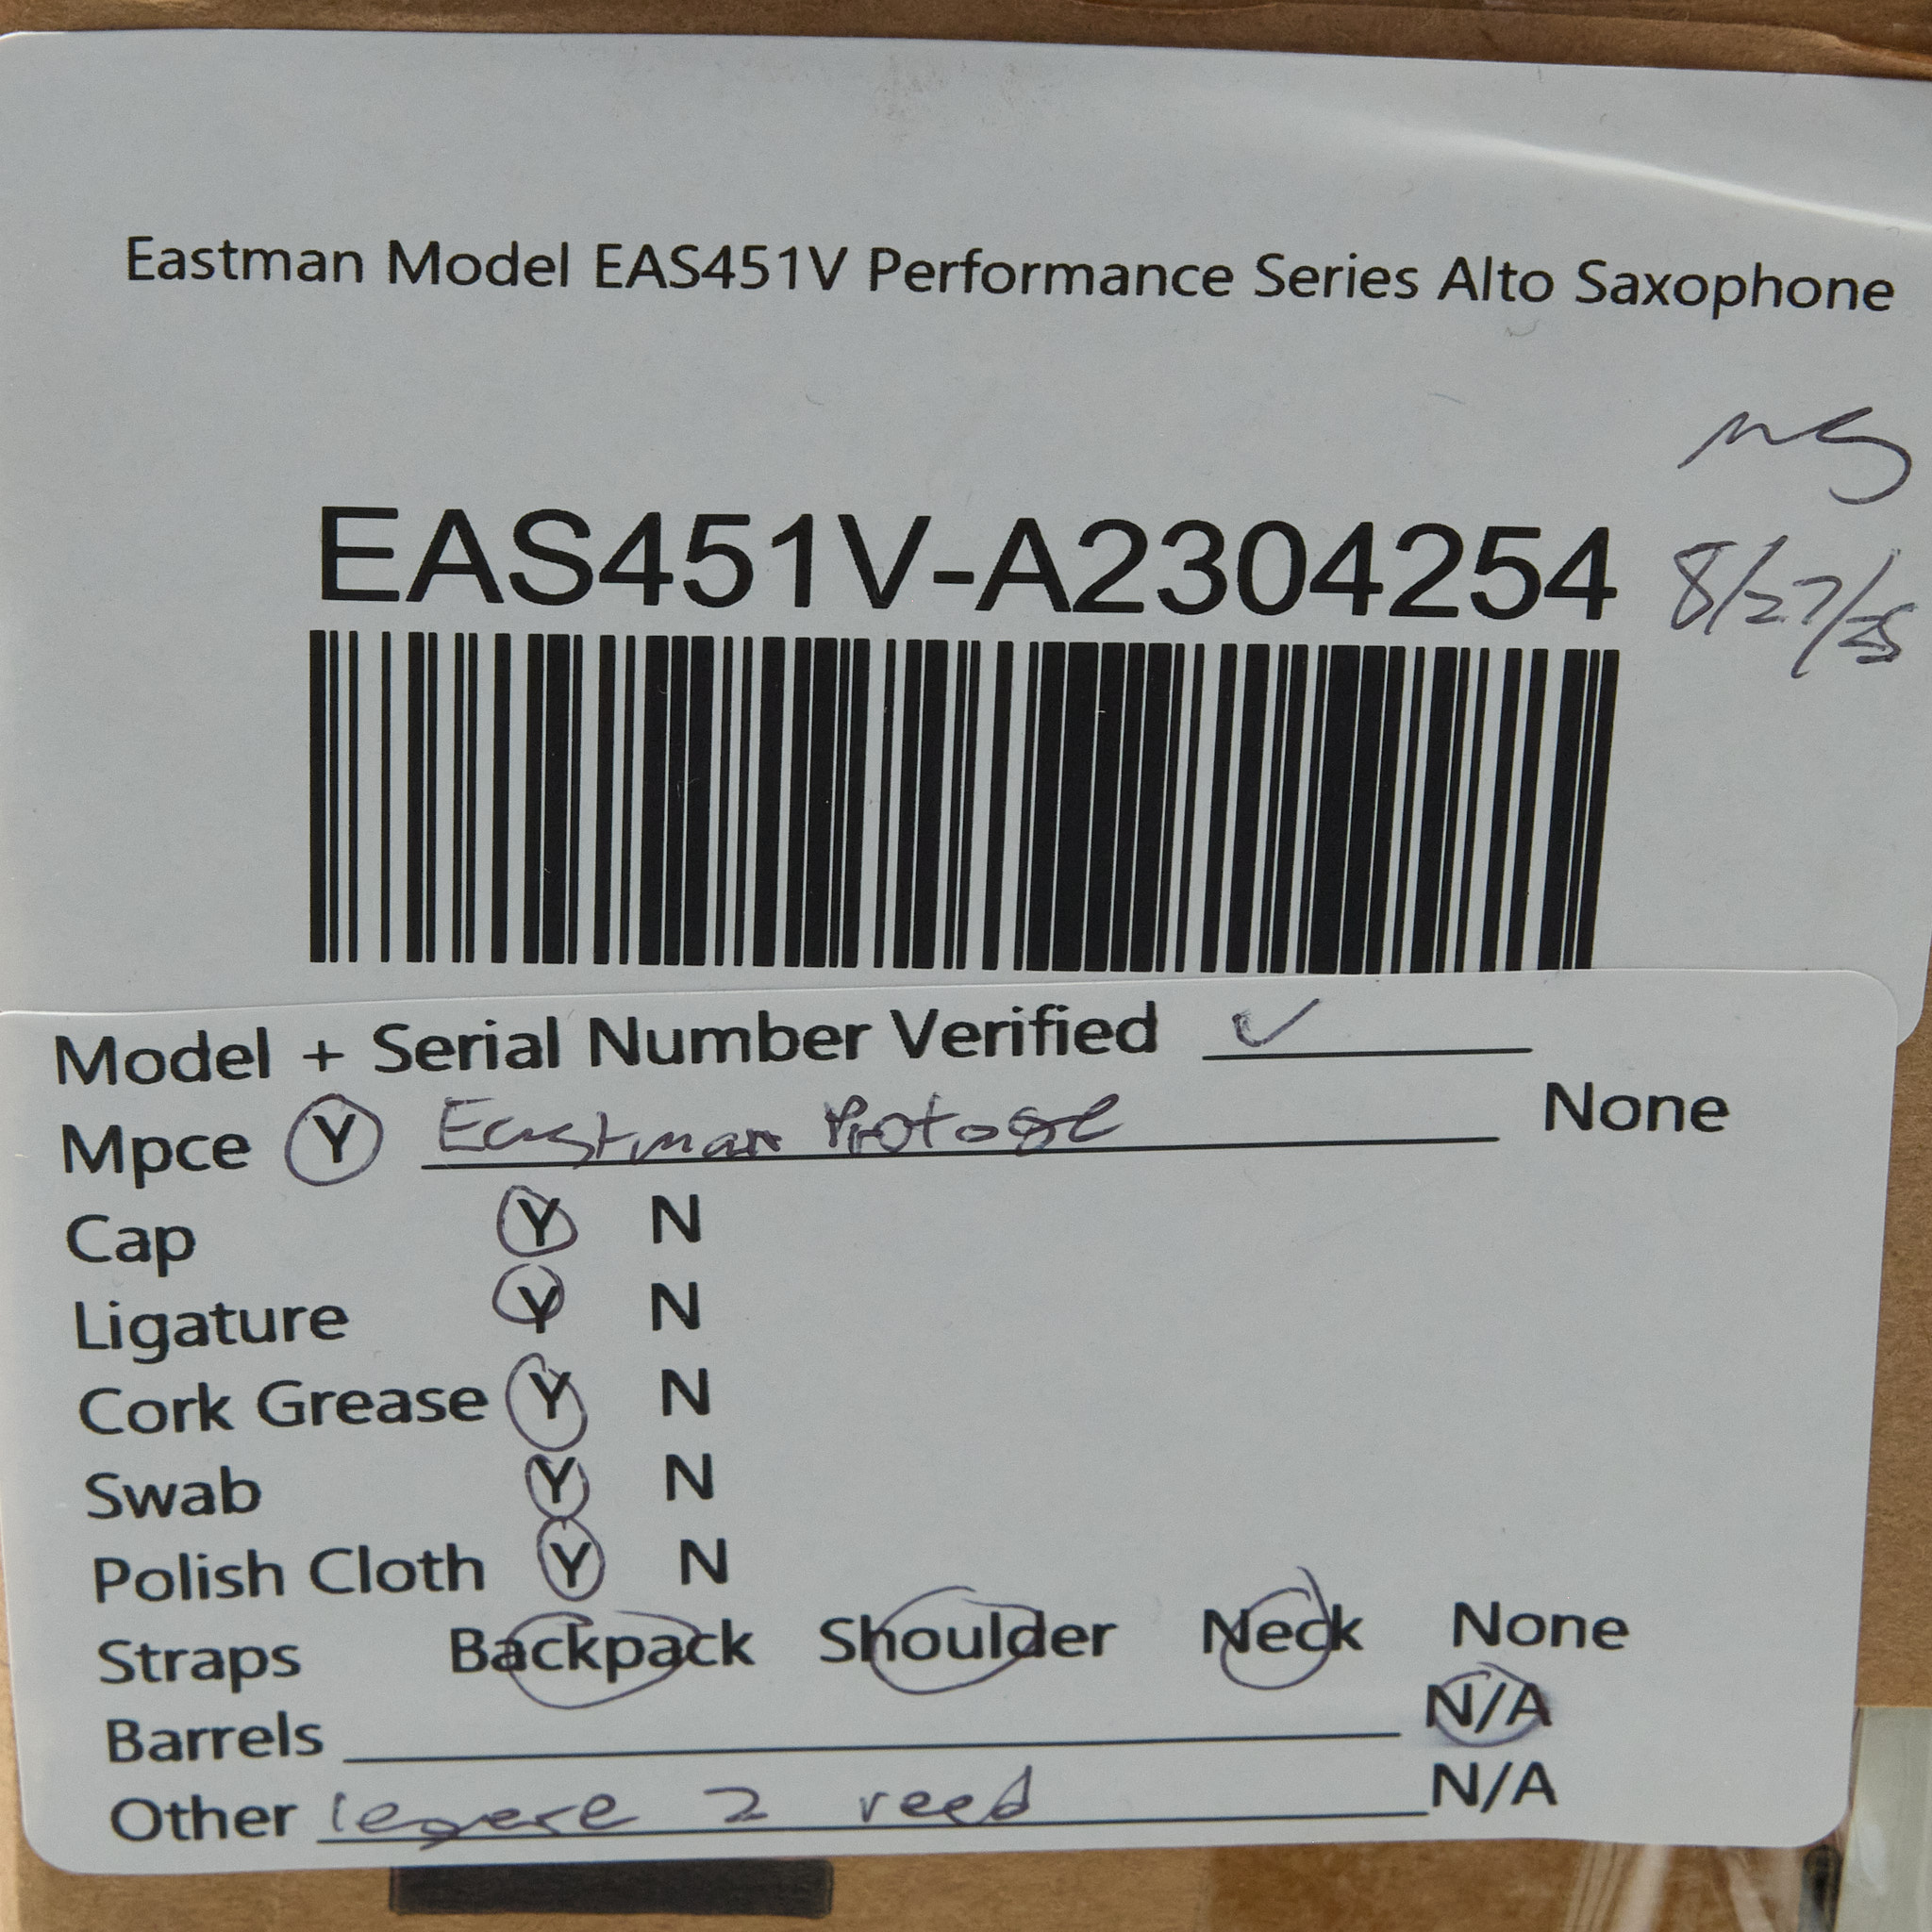 Eastman Model EAS451V Performance Series Alto Saxophone
EAS451V-A2304254
8/27/25
Model + Serial Number Verified ✓
Mpce Y Eastman Protose None
Cap Y N
Ligature Y N
Cork Grease Y N
Swab Y N
Polish Cloth Y N
Straps Backpack Shoulder Neck None
Barrels N/A
Other legere 2 reed N/A